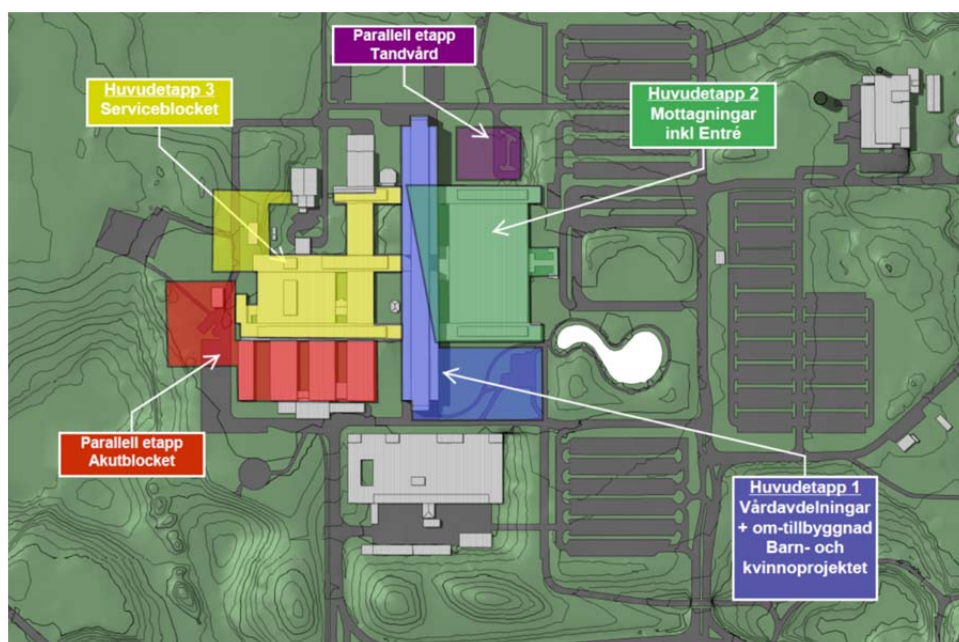 Parallell etapp
Tandvård
Huvudetapp 3
Serviceblocket
Huvudetapp 2
Mottagningar
inkl Entré
Parallell etapp
Akutblocket
Huvudetapp 1
Vårdavdelningar
+ om-tillbyggnad
Barn- och
kvinnoprojektet